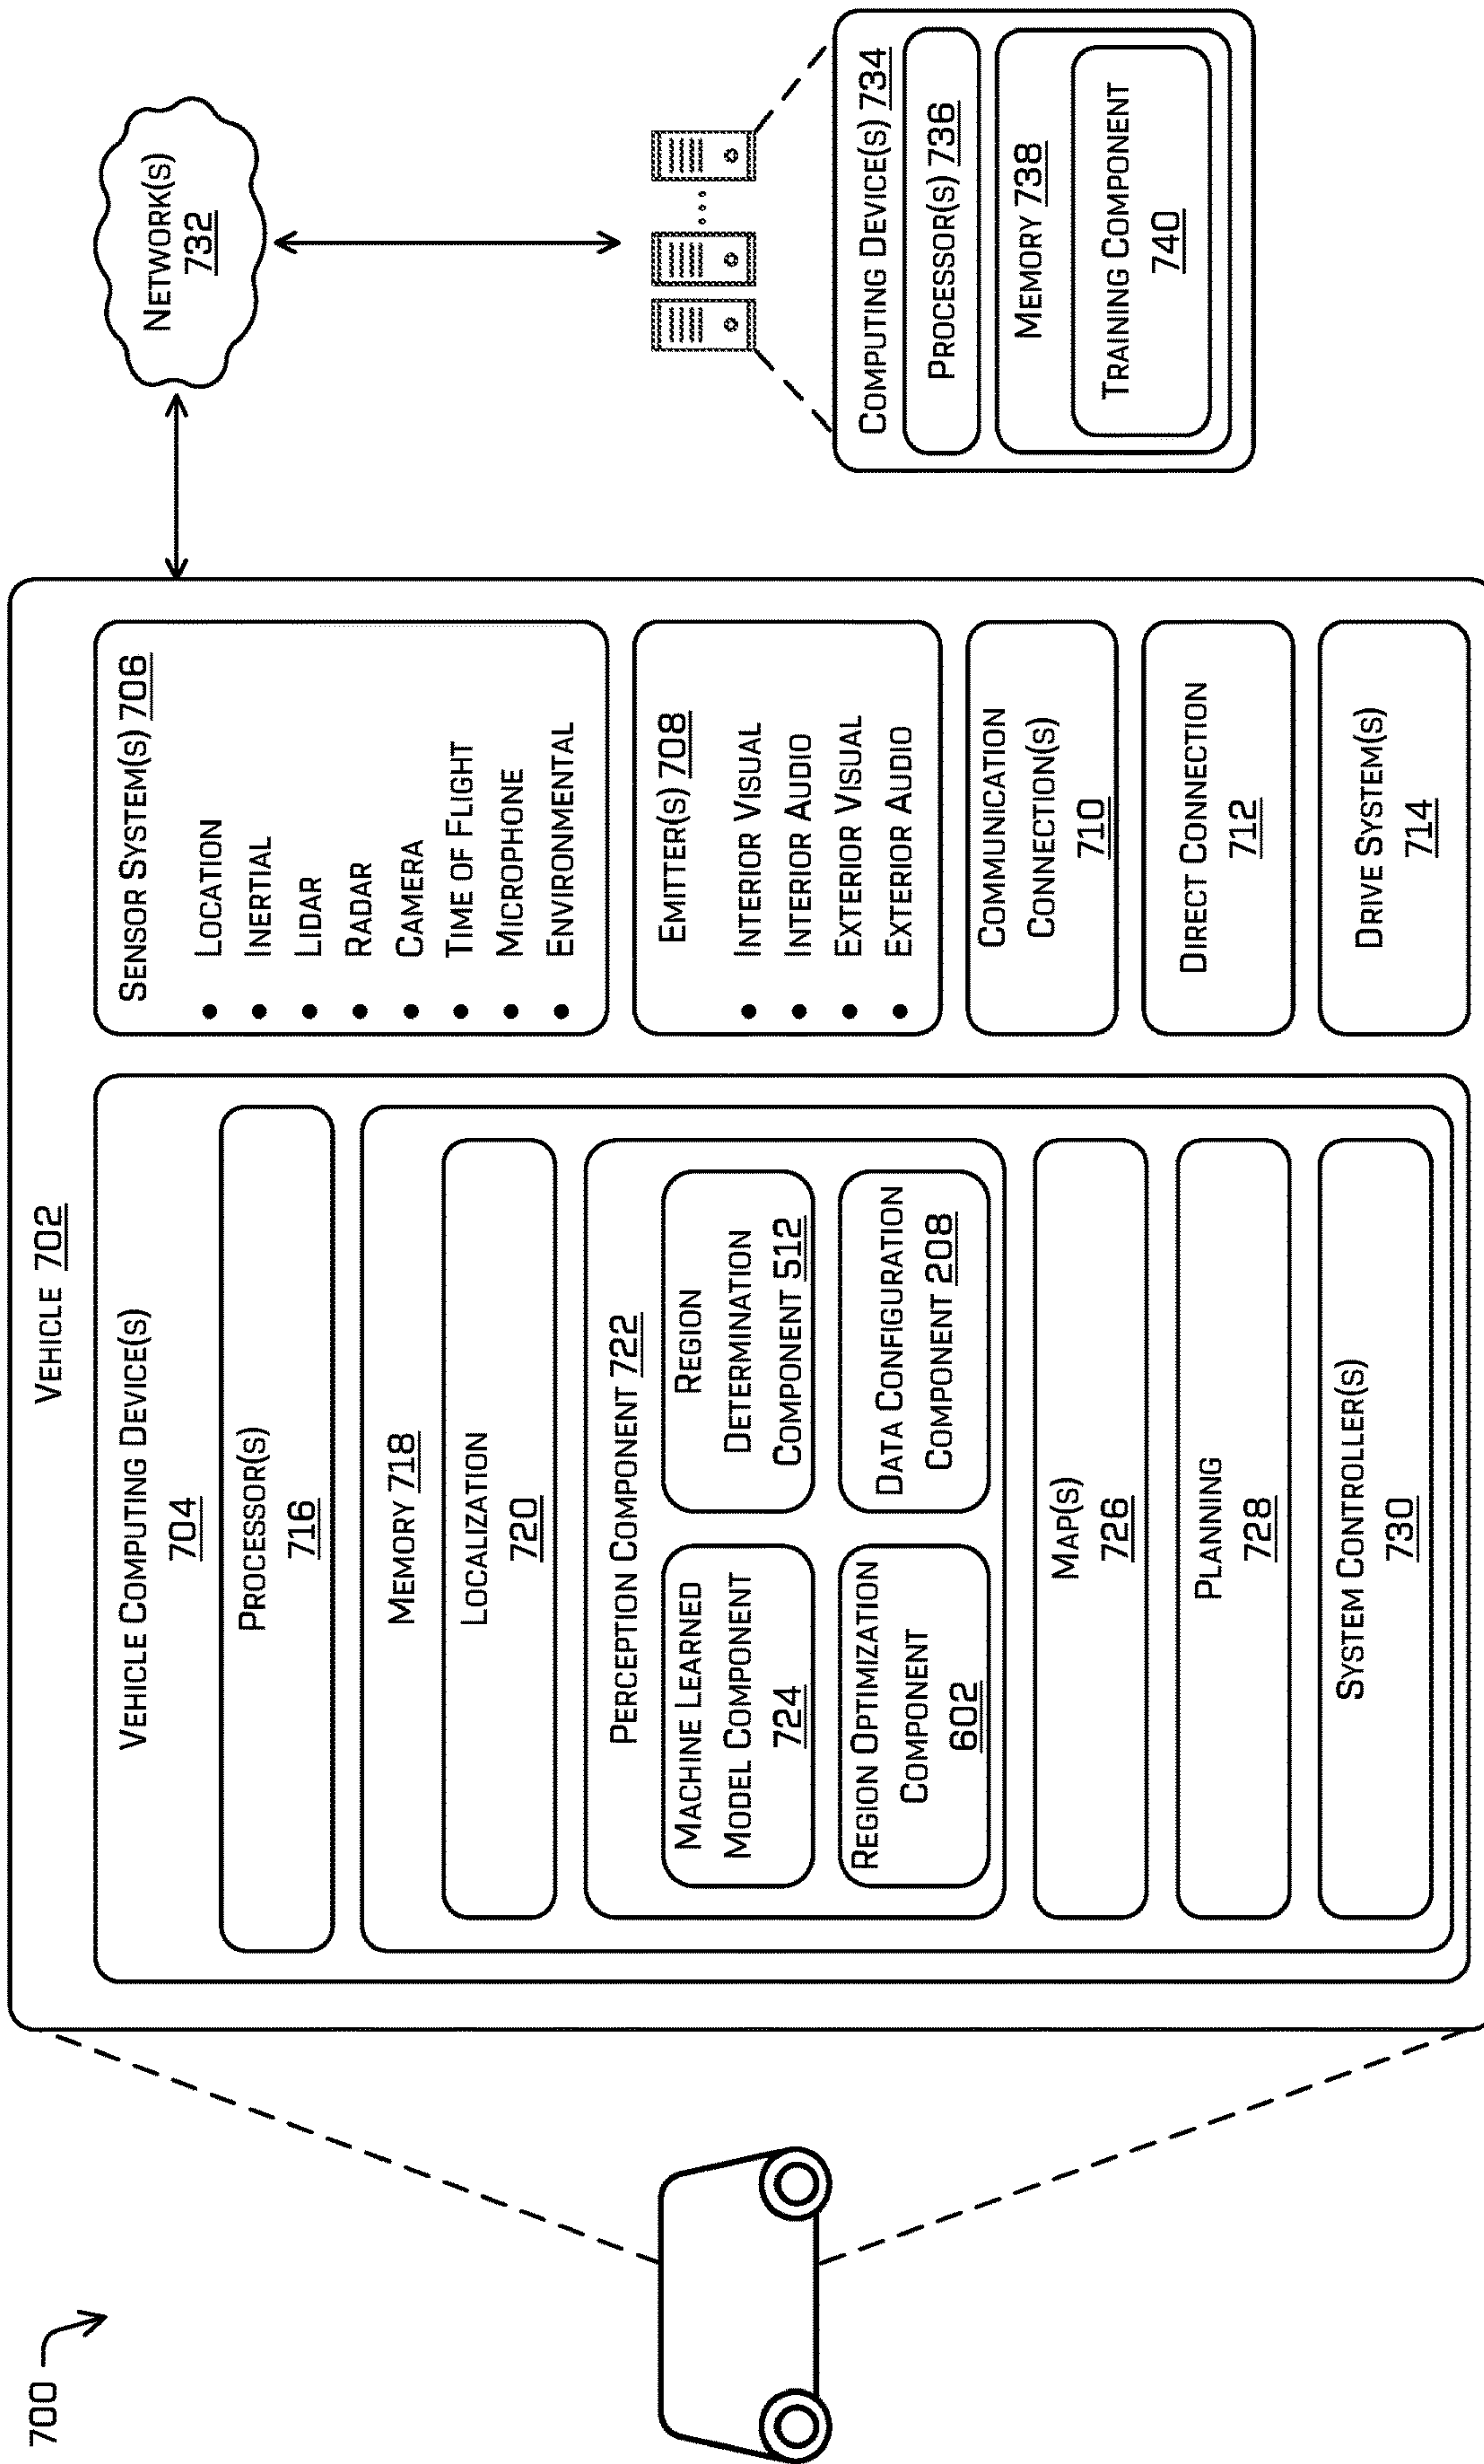 700
VEHICLE 702
VEHICLE COMPUTING DEVICE(S)
704
PROCESSOR(S)
716
MEMORY 718
LOCALIZATION
720
PERCEPTION COMPONENT 722
MACHINE LEARNED
MODEL COMPONENT
724
REGION
DETERMINATION
COMPONENT 512
REGION OPTIMIZATION
COMPONENT
602
DATA CONFIGURATION
COMPONENT 208
MAP(S)
726
PLANNING
728
SYSTEM CONTROLLER(S)
730
SENSOR SYSTEM(S) 706
• LOCATION
• INERTIAL
• LIDAR
• RADAR
• CAMERA
• TIME OF FLIGHT
• MICROPHONE
• ENVIRONMENTAL
EMITTER(S) 708
• INTERIOR VISUAL
• INTERIOR AUDIO
• EXTERIOR VISUAL
• EXTERIOR AUDIO
COMMUNICATION
CONNECTION(S)
710
DIRECT CONNECTION
712
DRIVE SYSTEM(S)
714
NETWORK(S)
732
COMPUTING DEVICE(S) 734
PROCESSOR(S) 736
MEMORY 738
TRAINING COMPONENT
740